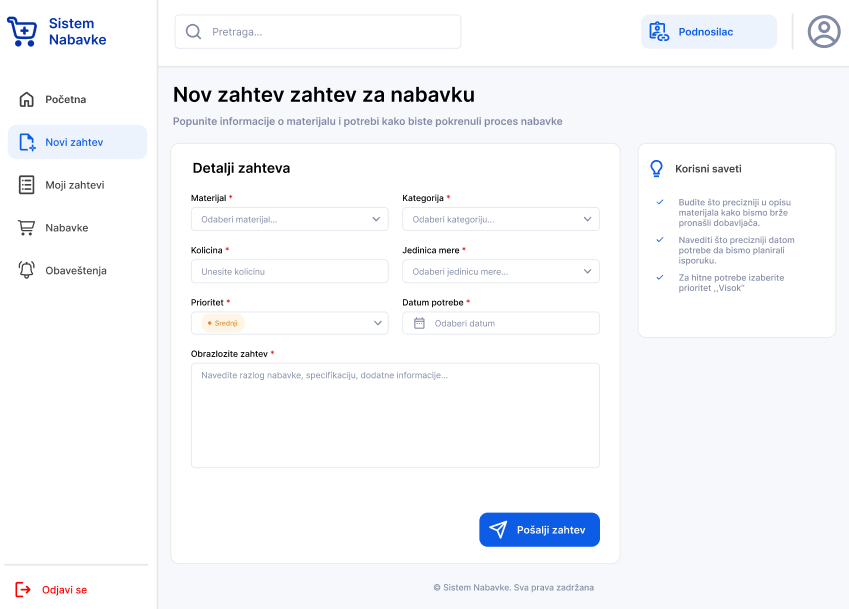 Sistem
Nabavke
Pretraga...
Podnosilac
Početna
Novi zahtev
Moji zahtevi
Nabavke
Obaveštenja
Odjavi se
Nov zahtev zahtev za nabavku
Popunite informacije o materijalu i potrebi kako biste pokrenuli proces nabavke
Detalji zahteva
Materijal *
Kategorija *
Odaberi materijal...
Odaberi kategoriju...
Kolicina *
Jedinica mere *
Unesite kolicinu
Odaberi jedinicu mere...
Prioritet *
Datum potrebe *
Srednji
Odaberi datum
Obrazlozite zahtev *
Navedite razlog nabavke, specifikaciju, dodatne informacije...
Pošalji zahtev
Korisni saveti
Budite što precizniji u opisu
materijala kako bismo brže
pronašli dobavljača.
Navediti što precizniji datom
potrebe da bismo planirali
isporuku.
Za hitne potrebe izaberite
prioritet ,,Visok”
© Sistem Nabavke. Sva prava zadržana